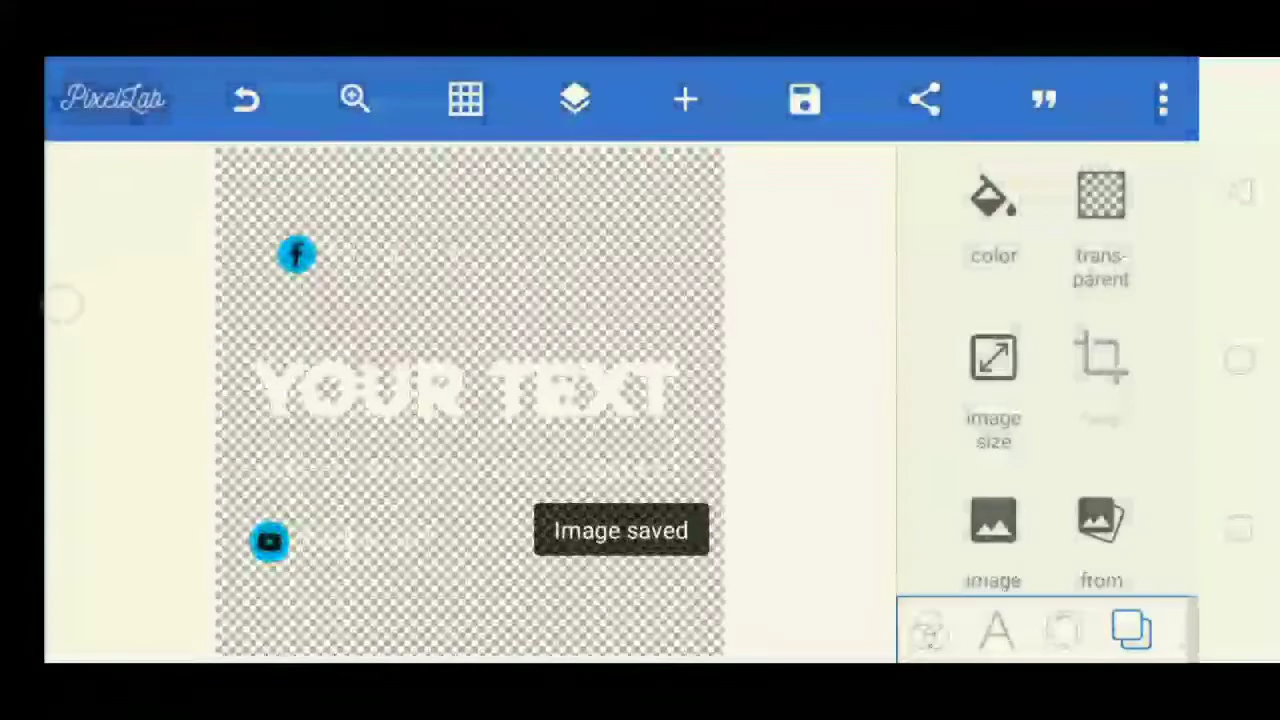 PixelLab
color
trans-
parent
YOUR TEXT
image
size
Image saved
image
from